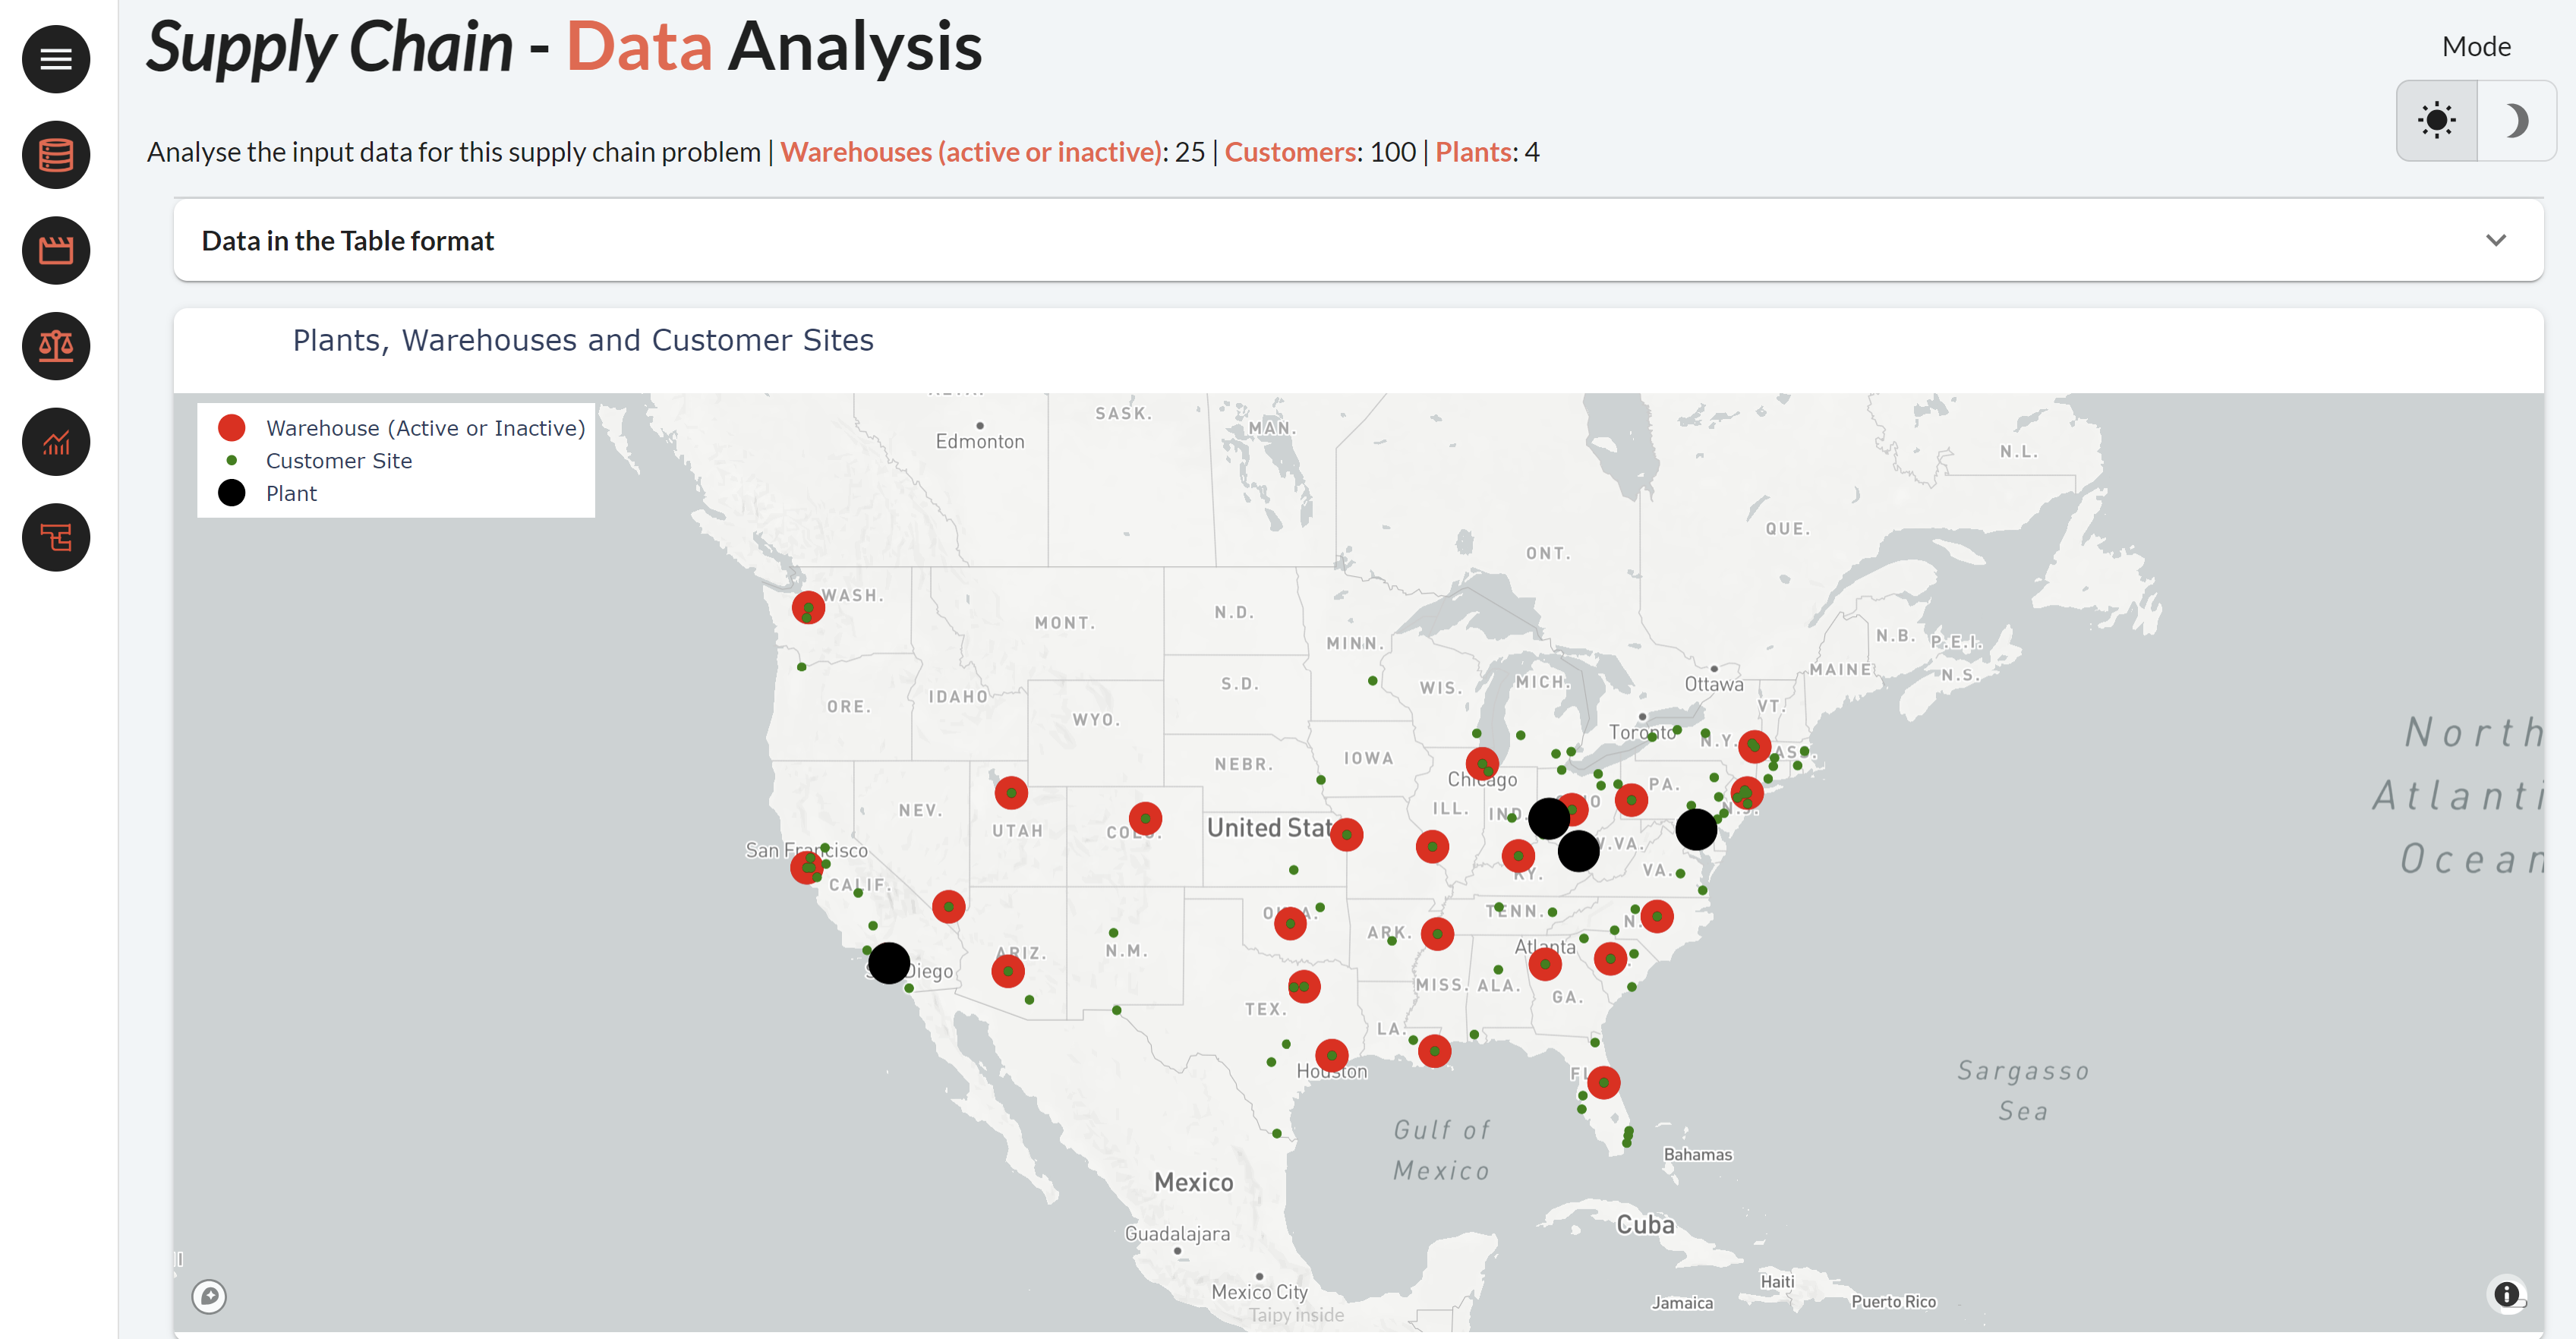 Supply Chain - Data Analysis
Mode
Analyse the input data for this supply chain problem | Warehouses (active or inactive): 25 | Customers: 100 | Plants: 4
Data in the Table format
Plants, Warehouses and Customer Sites
Warehouse (Active or Inactive)
Customer Site
Plant
SASK.
MAN.
Edmonton
N.L.
QUE.
ONT.
WASH.
MONT.
N.D.
MINN.
N.B.
P.E.I.
MAINE
N.S.
Ottawa
S.D.
WIS.
MICH.
IDAHO
ORE.
WYO.
VT.
North
Atlanti
Ocean
Toronto
N.Y.
IOWA
NEBR.
Chicago
PA.
NEV.
ILL.
IND.
UTAH
United Stat
San Francisco
W.VA.
CALIF.
VA.
KY.
TENN.
ARK.
Atlanta
ARIZ.
N.M.
Diego
MISS.
ALA.
GA.
TEX.
LA.
Houston
Sargasso
Sea
Gulf of
Mexico
Bahamas
Mexico
Cuba
Guadalajara
Haiti
Mexico City
Jamaica
Puerto Rico
Taipy inside